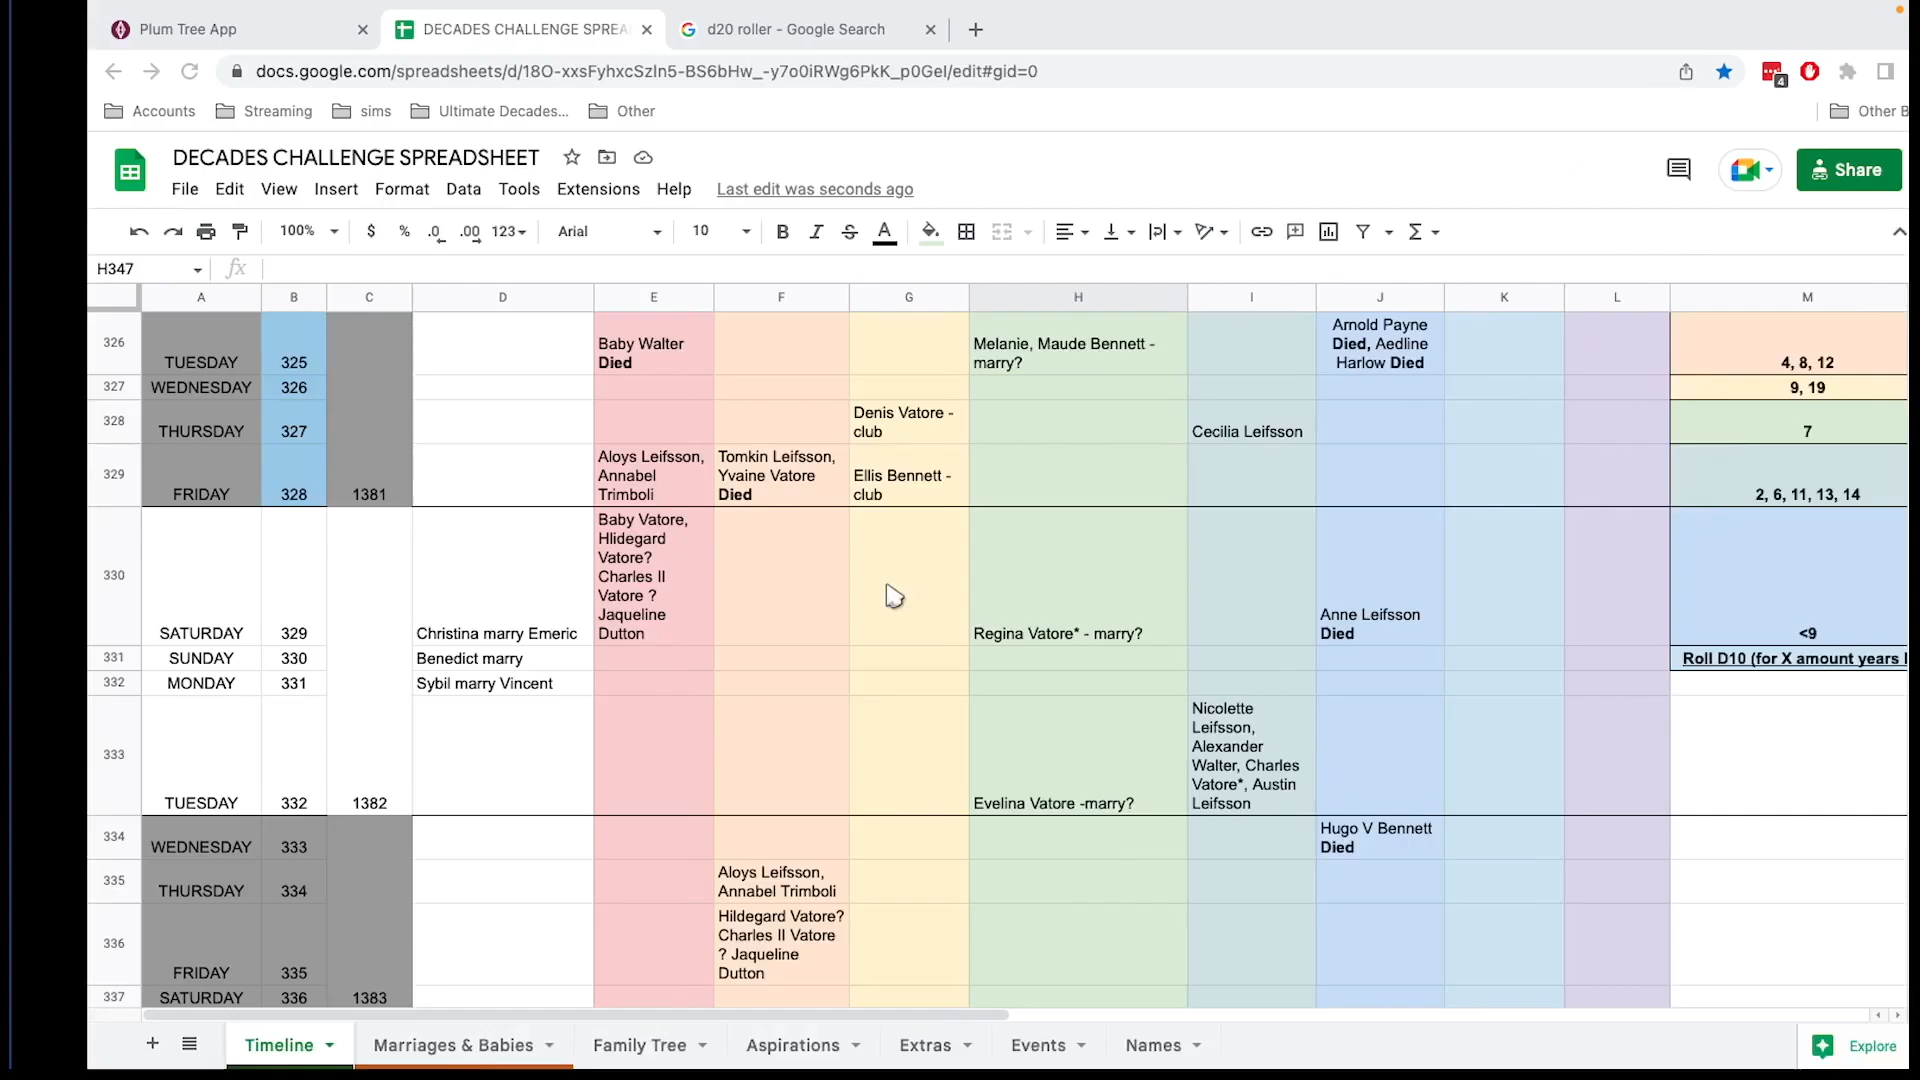 Plum Tree App
DECADES CHALLENGE SPREA
d20 roller - Google Search
docs.google.com/spreadsheets/d/18O-xxsFyhxcSzIn5-BS6bHw_-y7o0iRWg6PkK_p0GeI/edit#gid=0
4
Accounts Streaming sims Ultimate Decades... Other Other B
DECADES CHALLENGE SPREADSHEET
Share
File Edit View Insert Format Data Tools Extensions Help Last edit was seconds ago
100% $ % .0 .00 123 Arial 10 B I S A Σ
H347 fx
A B C D E F G H I J K L M
326
TUESDAY 325
Baby Walter
Died
Melanie, Maude Bennett -
marry?
Arnold Payne
Died, Aedline
Harlow Died
4, 8, 12
327 WEDNESDAY 326 9, 19
328
THURSDAY 327
Denis Vatore -
club
Cecilia Leifsson
7
329
FRIDAY 328 1381
Aloys Leifsson,
Annabel
Trimboli
Tomkin Leifsson,
Yvaine Vatore
Died
Ellis Bennett -
club
2, 6, 11, 13, 14
330
SATURDAY 329
Christina marry Emeric
Baby Vatore,
Hlidegard
Vatore?
Charles II
Vatore ?
Jaqueline
Dutton
Regina Vatore* - marry?
Anne Leifsson
Died
<9
331 SUNDAY 330 Benedict marry Roll D10 (for X amount years
332 MONDAY 331 Sybil marry Vincent
333
TUESDAY 332 1382
Evelina Vatore -marry?
Nicolette
Leifsson,
Alexander
Walter, Charles
Vatore*, Austin
Leifsson
334
WEDNESDAY 333
Hugo V Bennett
Died
335
THURSDAY 334
Aloys Leifsson,
Annabel Trimboli
336
FRIDAY 335
Hildegard Vatore?
Charles II Vatore
? Jaqueline
Dutton
337 SATURDAY 336 1383
Timeline Marriages & Babies Family Tree Aspirations Extras Events Names Explore